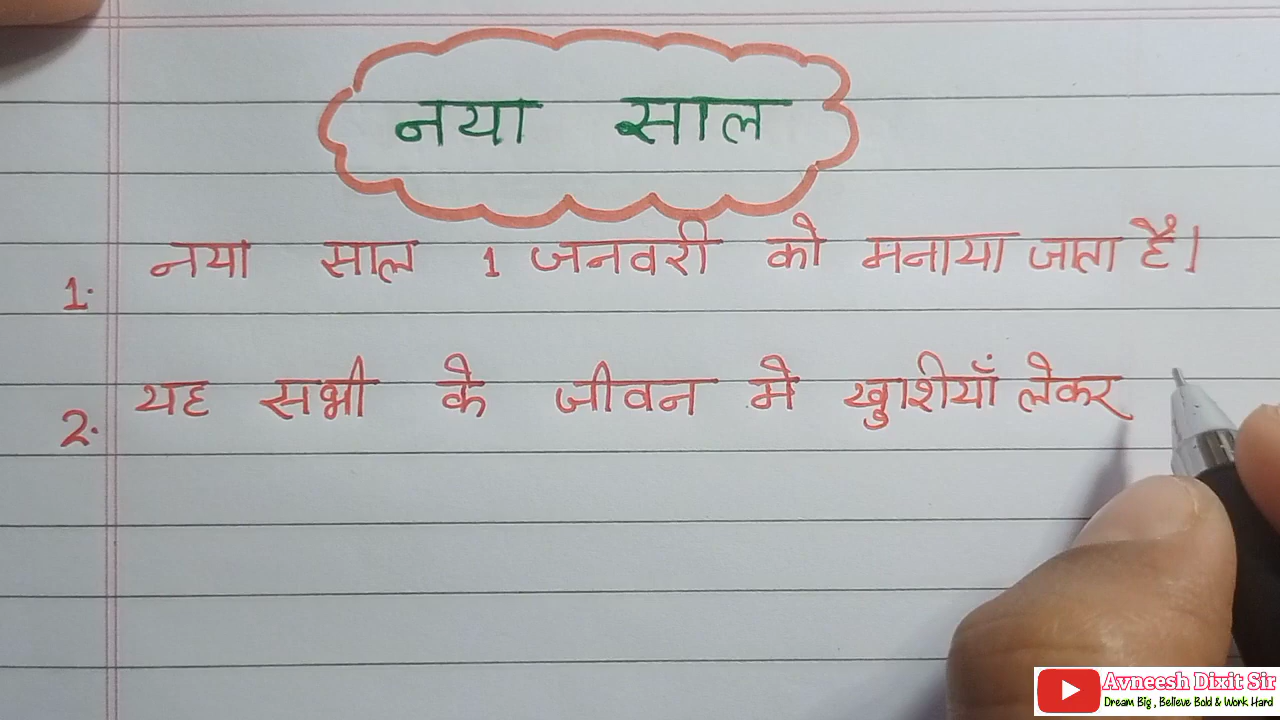 नया साल
1. नया साल 1 जनवरी को मनाया जाता है।
2. यह सभी के जीवन मे खुशीयाँ लेकर
Avneesh Dixit Sir
Dream Big , Believe Bold & Work Hard